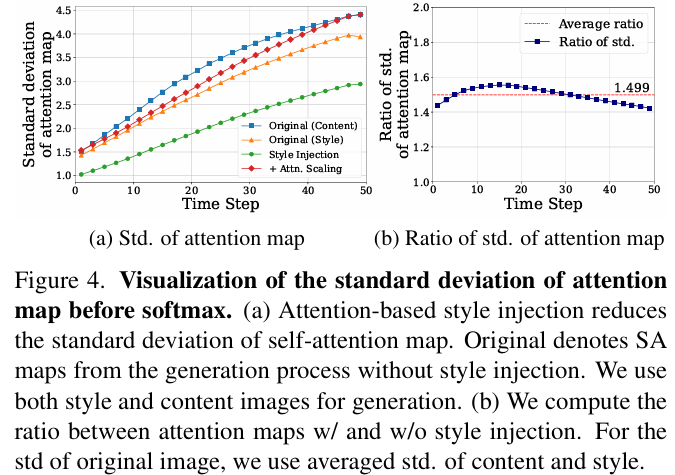 4.5
4.0
3.5
3.0
2.5
2.0
1.5
1.0
Standard deviation
of attention map
Original (Content)
Original (Style)
Style Injection
+ Attn. Scaling
0 10 20 30 40 50
Time Step
2.0
1.8
1.6
1.4
1.2
1.0
Ratio of std.
of attention map
Average ratio
Ratio of std.
1.499
0 10 20 30 40 50
Time Step
(a) Std. of attention map
(b) Ratio of std. of attention map
Figure 4. Visualization of the standard deviation of attention
map before softmax. (a) Attention-based style injection reduces
the standard deviation of self-attention map. Original denotes SA
maps from the generation process without style injection. We use
both style and content images for generation. (b) We compute the
ratio between attention maps w/ and w/o style injection. For the
std of original image, we use averaged std. of content and style.